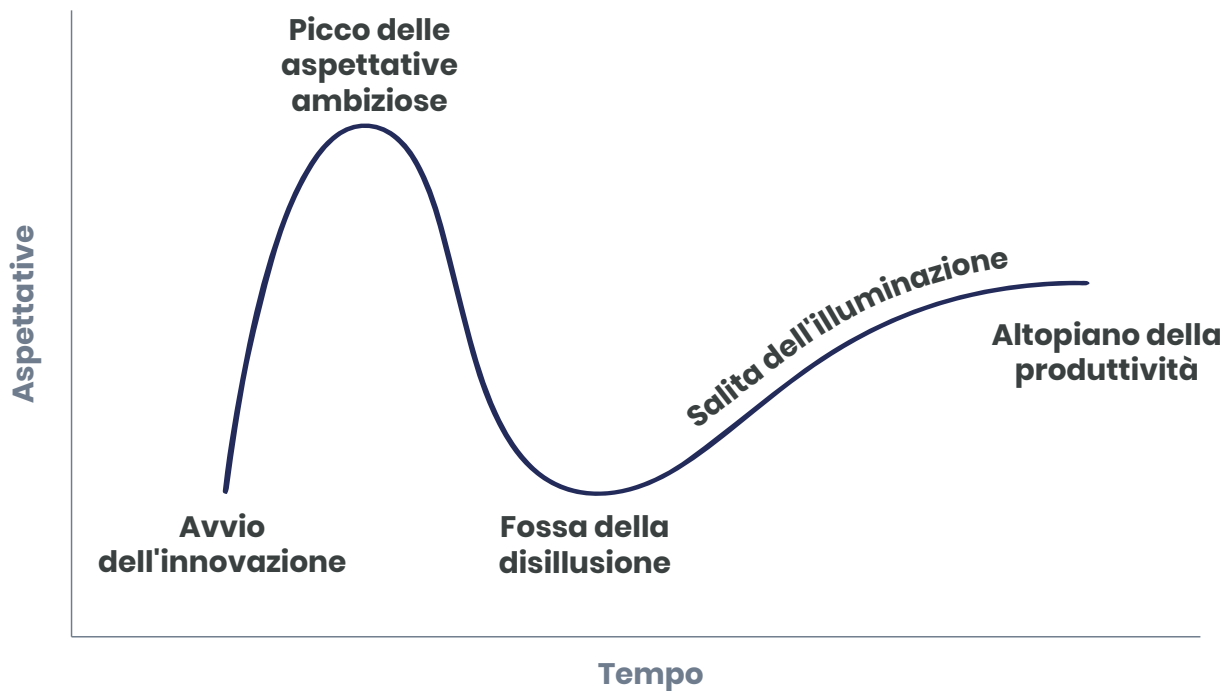 Picco delle
aspettative
ambiziose
Aspettative
Salita dell'illuminazione
Altopiano della
produttività
Avvio
dell'innovazione
Fossa della
disillusione
Tempo